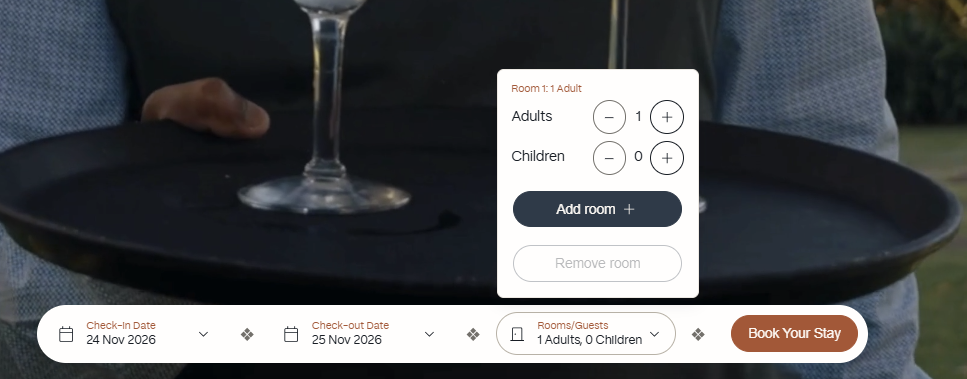 Room 1: 1 Adult
Adults − 1 +
Children − 0 +
Add room +
Remove room
Check-In Date
24 Nov 2026
Check-out Date
25 Nov 2026
Rooms/Guests
1 Adults, 0 Children
Book Your Stay